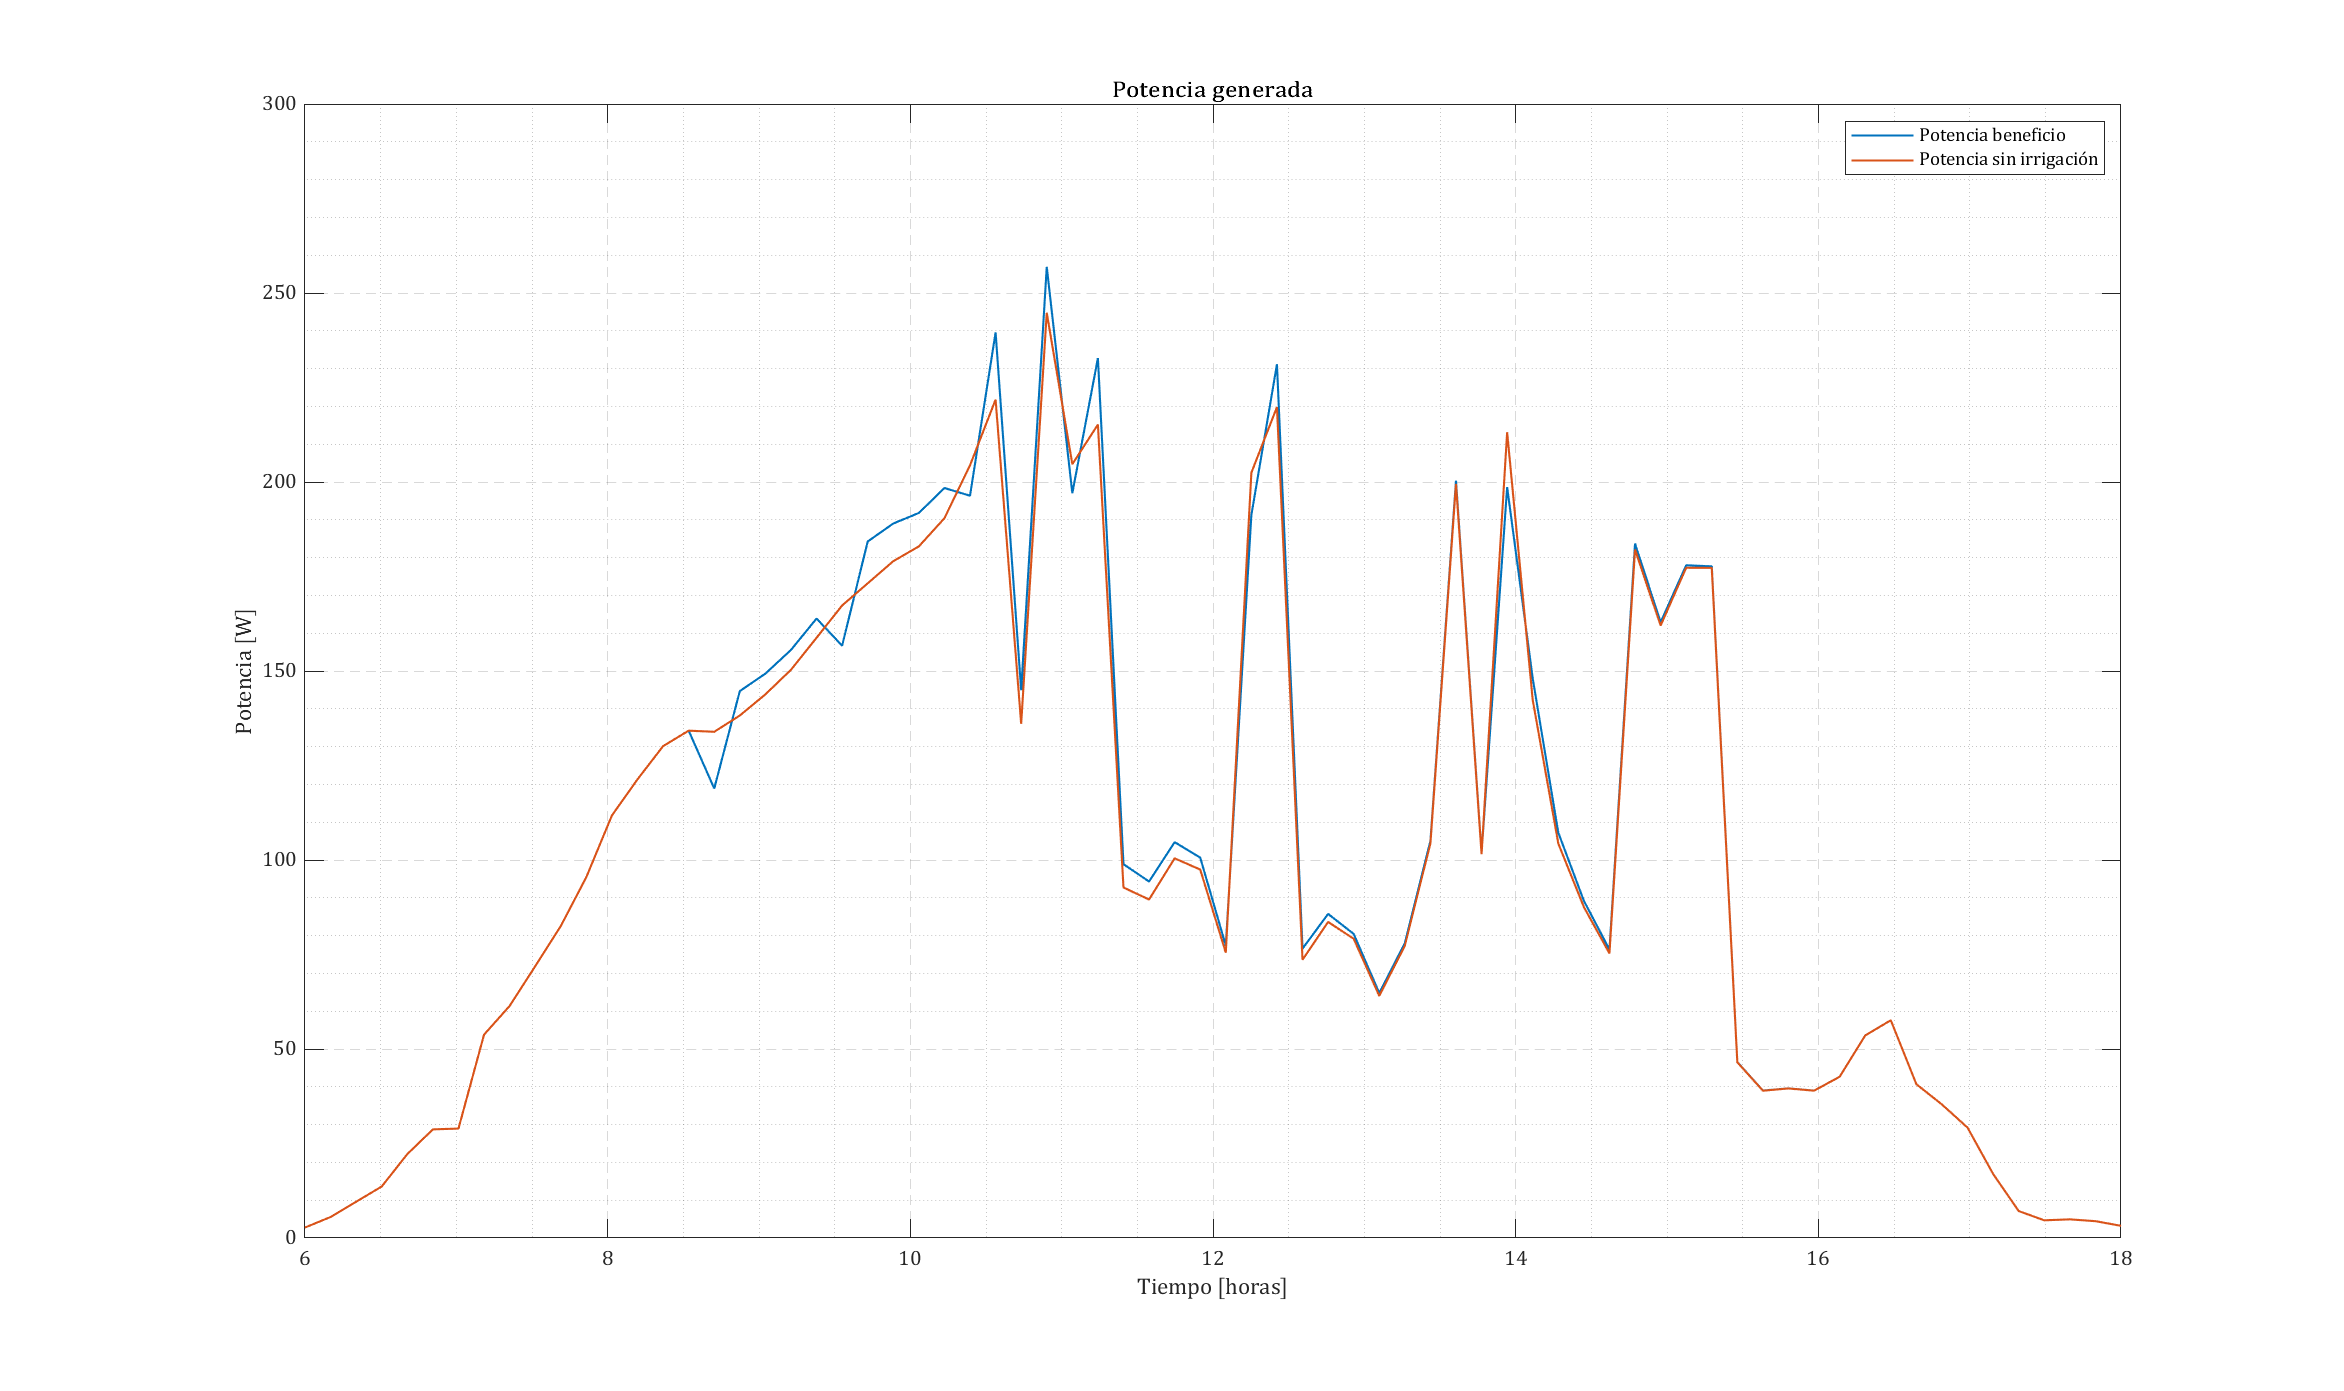 Potencia generada
300
250
200
150
100
50
0
Potencia [W]
Potencia beneficio
Potencia sin irrigación
6
8
10
12
14
16
18
Tiempo [horas]